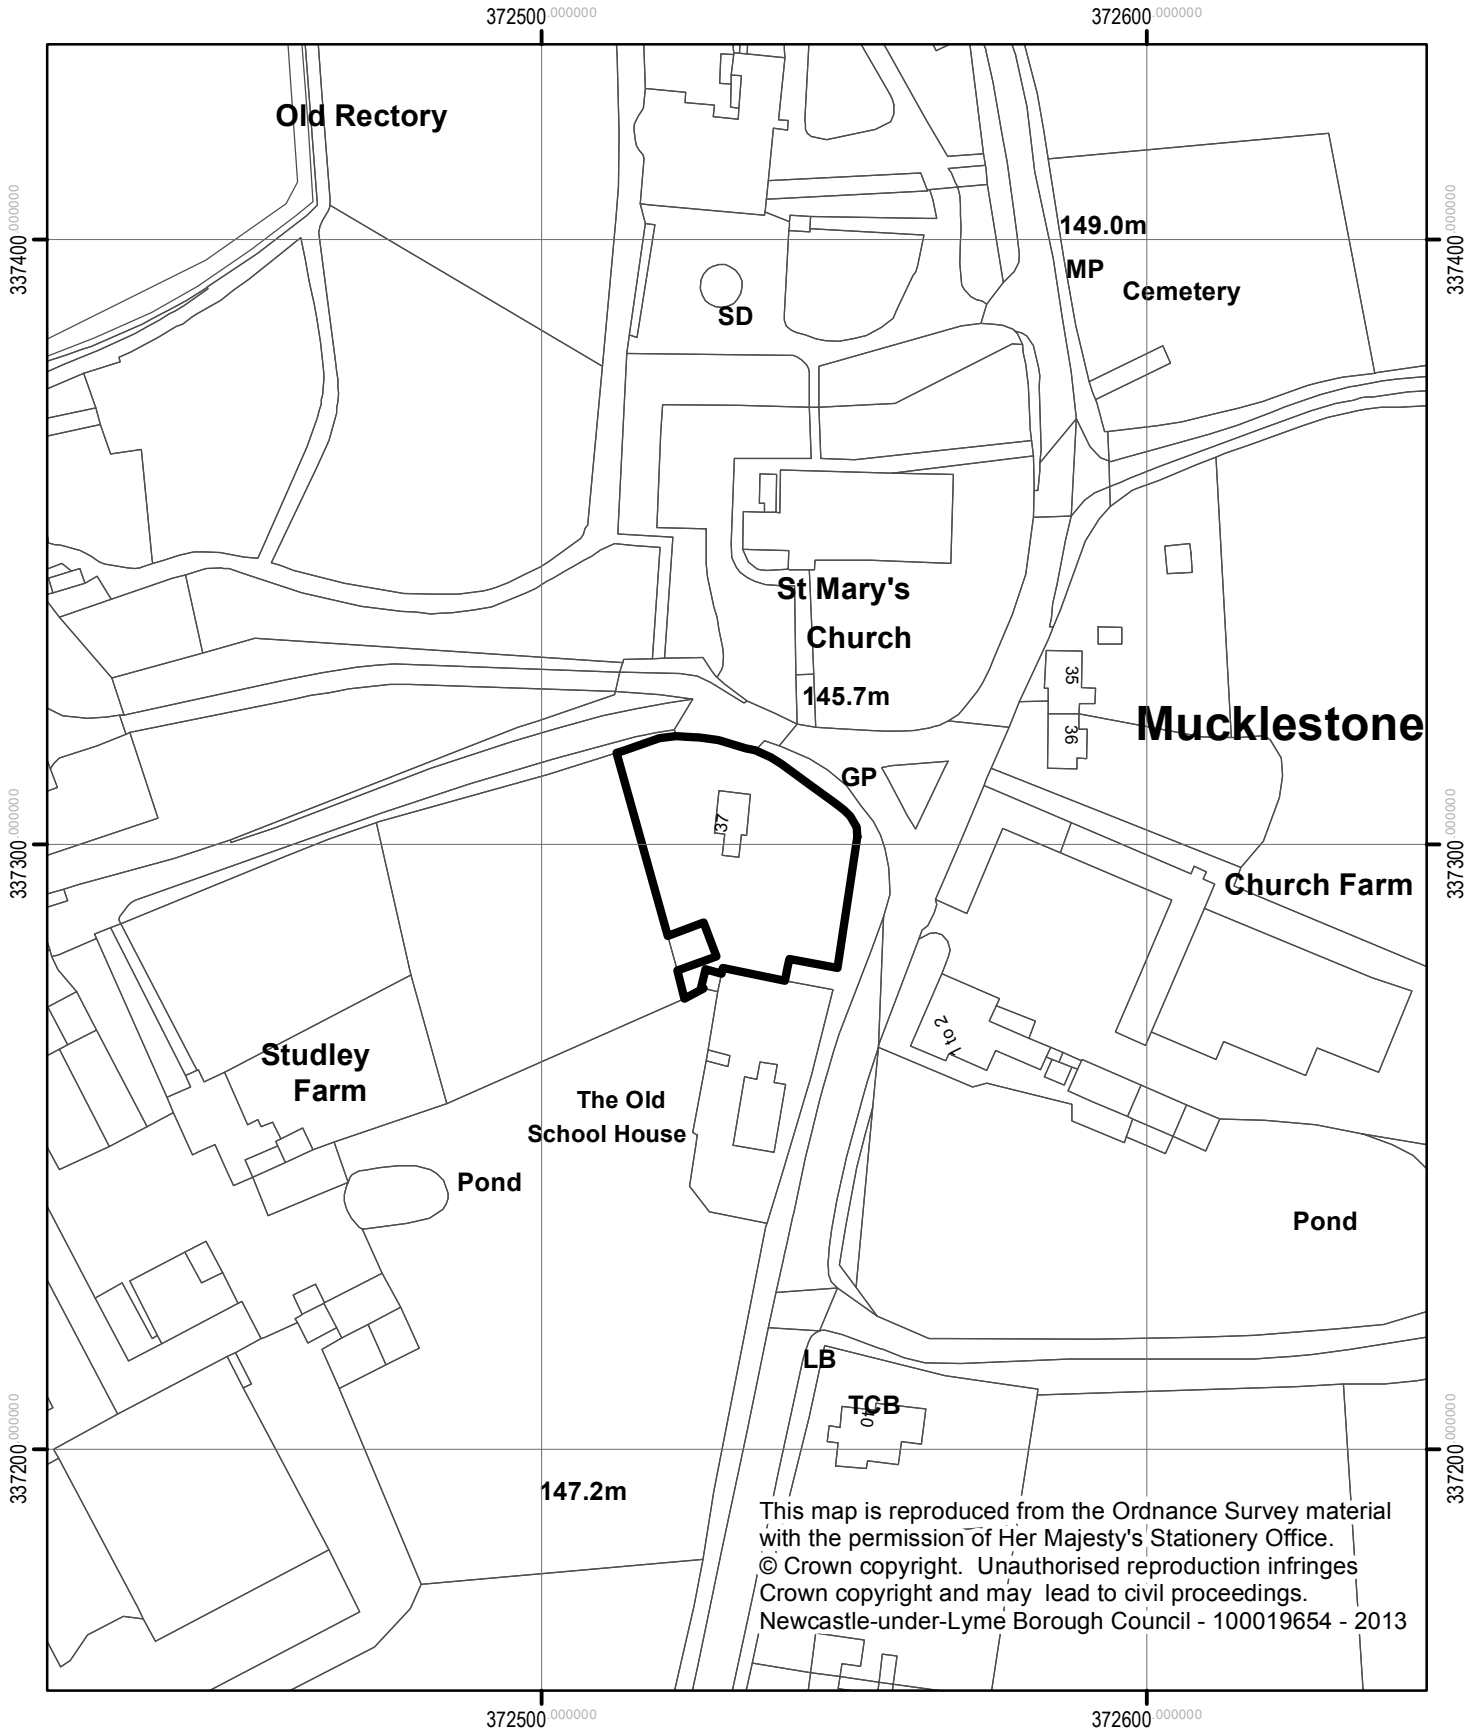 372500.000000
372600.000000
Old Rectory
337400.000000
337400.000000
149.0m
MP
Cemetery
SD
St Mary's
Church
35
145.7m
36
Mucklestone
GP
37
337300.000000
337300.000000
Church Farm
1 to 2
Studley
Farm
The Old
School House
Pond
Pond
LB
TCB
40
337200.000000
337200.000000
147.2m
This map is reproduced from the Ordnance Survey material
with the permission of Her Majesty's Stationery Office.
© Crown copyright. Unauthorised reproduction infringes
Crown copyright and may lead to civil proceedings.
Newcastle-under-Lyme Borough Council - 100019654 - 2013
372500.000000
372600.000000